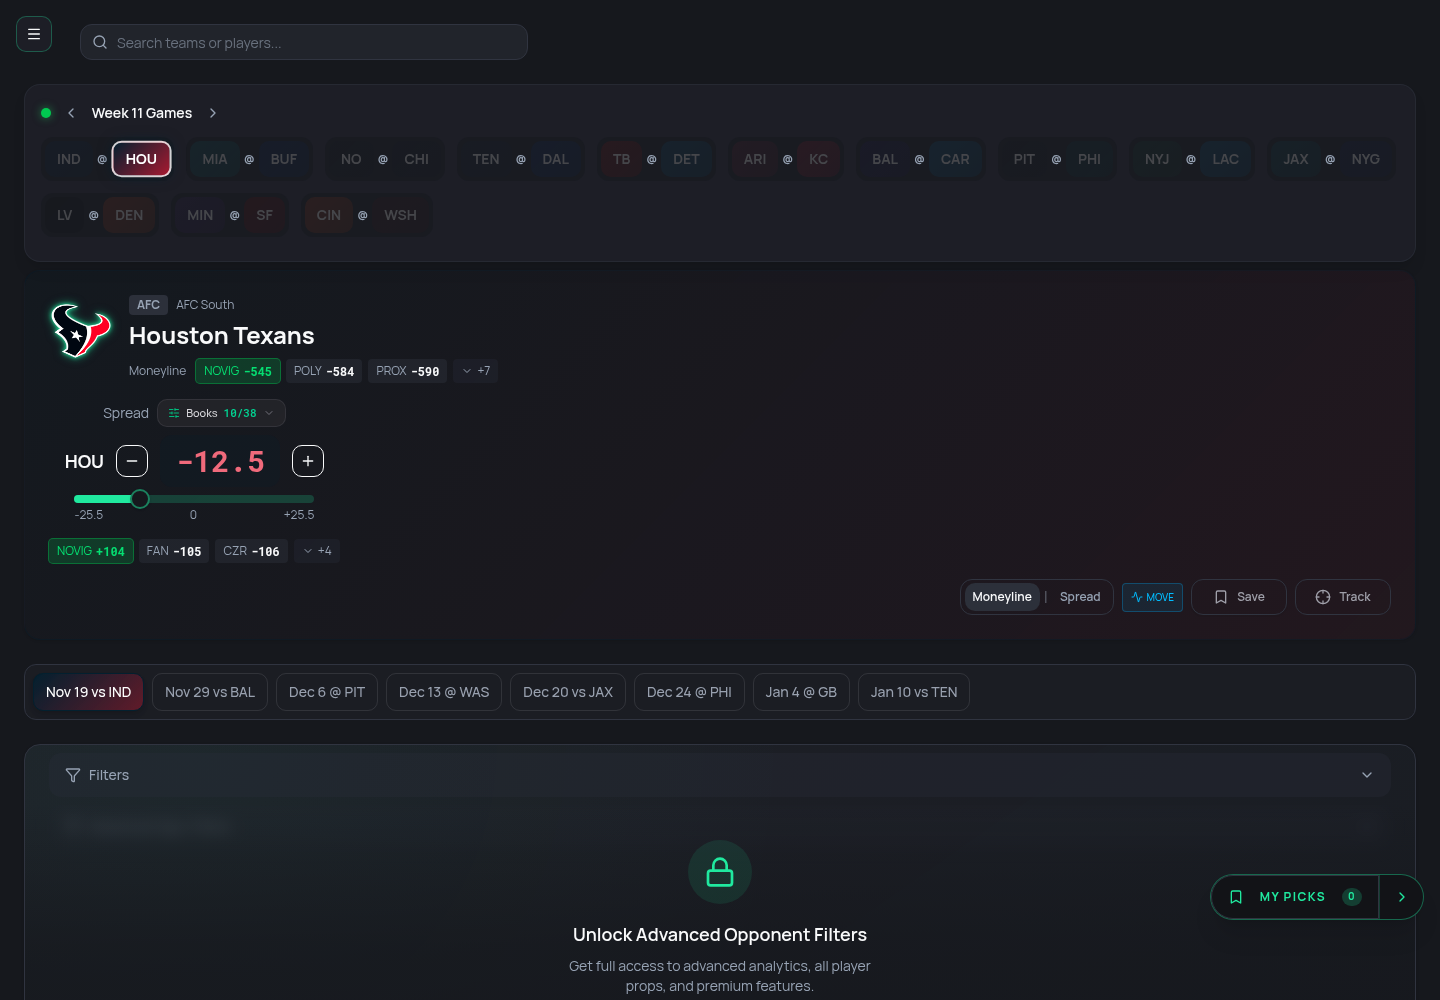 Search teams or players...
Week 11 Games
IND @ HOU MIA @ BUF NO @ CHI TEN @ DAL TB @ DET ARI @ KC BAL @ CAR PIT @ PHI NYJ @ LAC JAX @ NYG
LV @ DEN MIN @ SF CIN @ WSH
AFC AFC South
Houston Texans
Moneyline NOVIG -545 POLY -584 PROX -590 +7
Spread Books 10/38
HOU -12.5
-25.5 0 +25.5
NOVIG +104 FAN -105 CZR -106 +4
Moneyline | Spread MOVE Save Track
Nov 19 vs IND Nov 29 vs BAL Dec 6 @ PIT Dec 13 @ WAS Dec 20 vs JAX Dec 24 @ PHI Jan 4 @ GB Jan 10 vs TEN
Filters
MY PICKS 0
Unlock Advanced Opponent Filters
Get full access to advanced analytics, all player
props, and premium features.